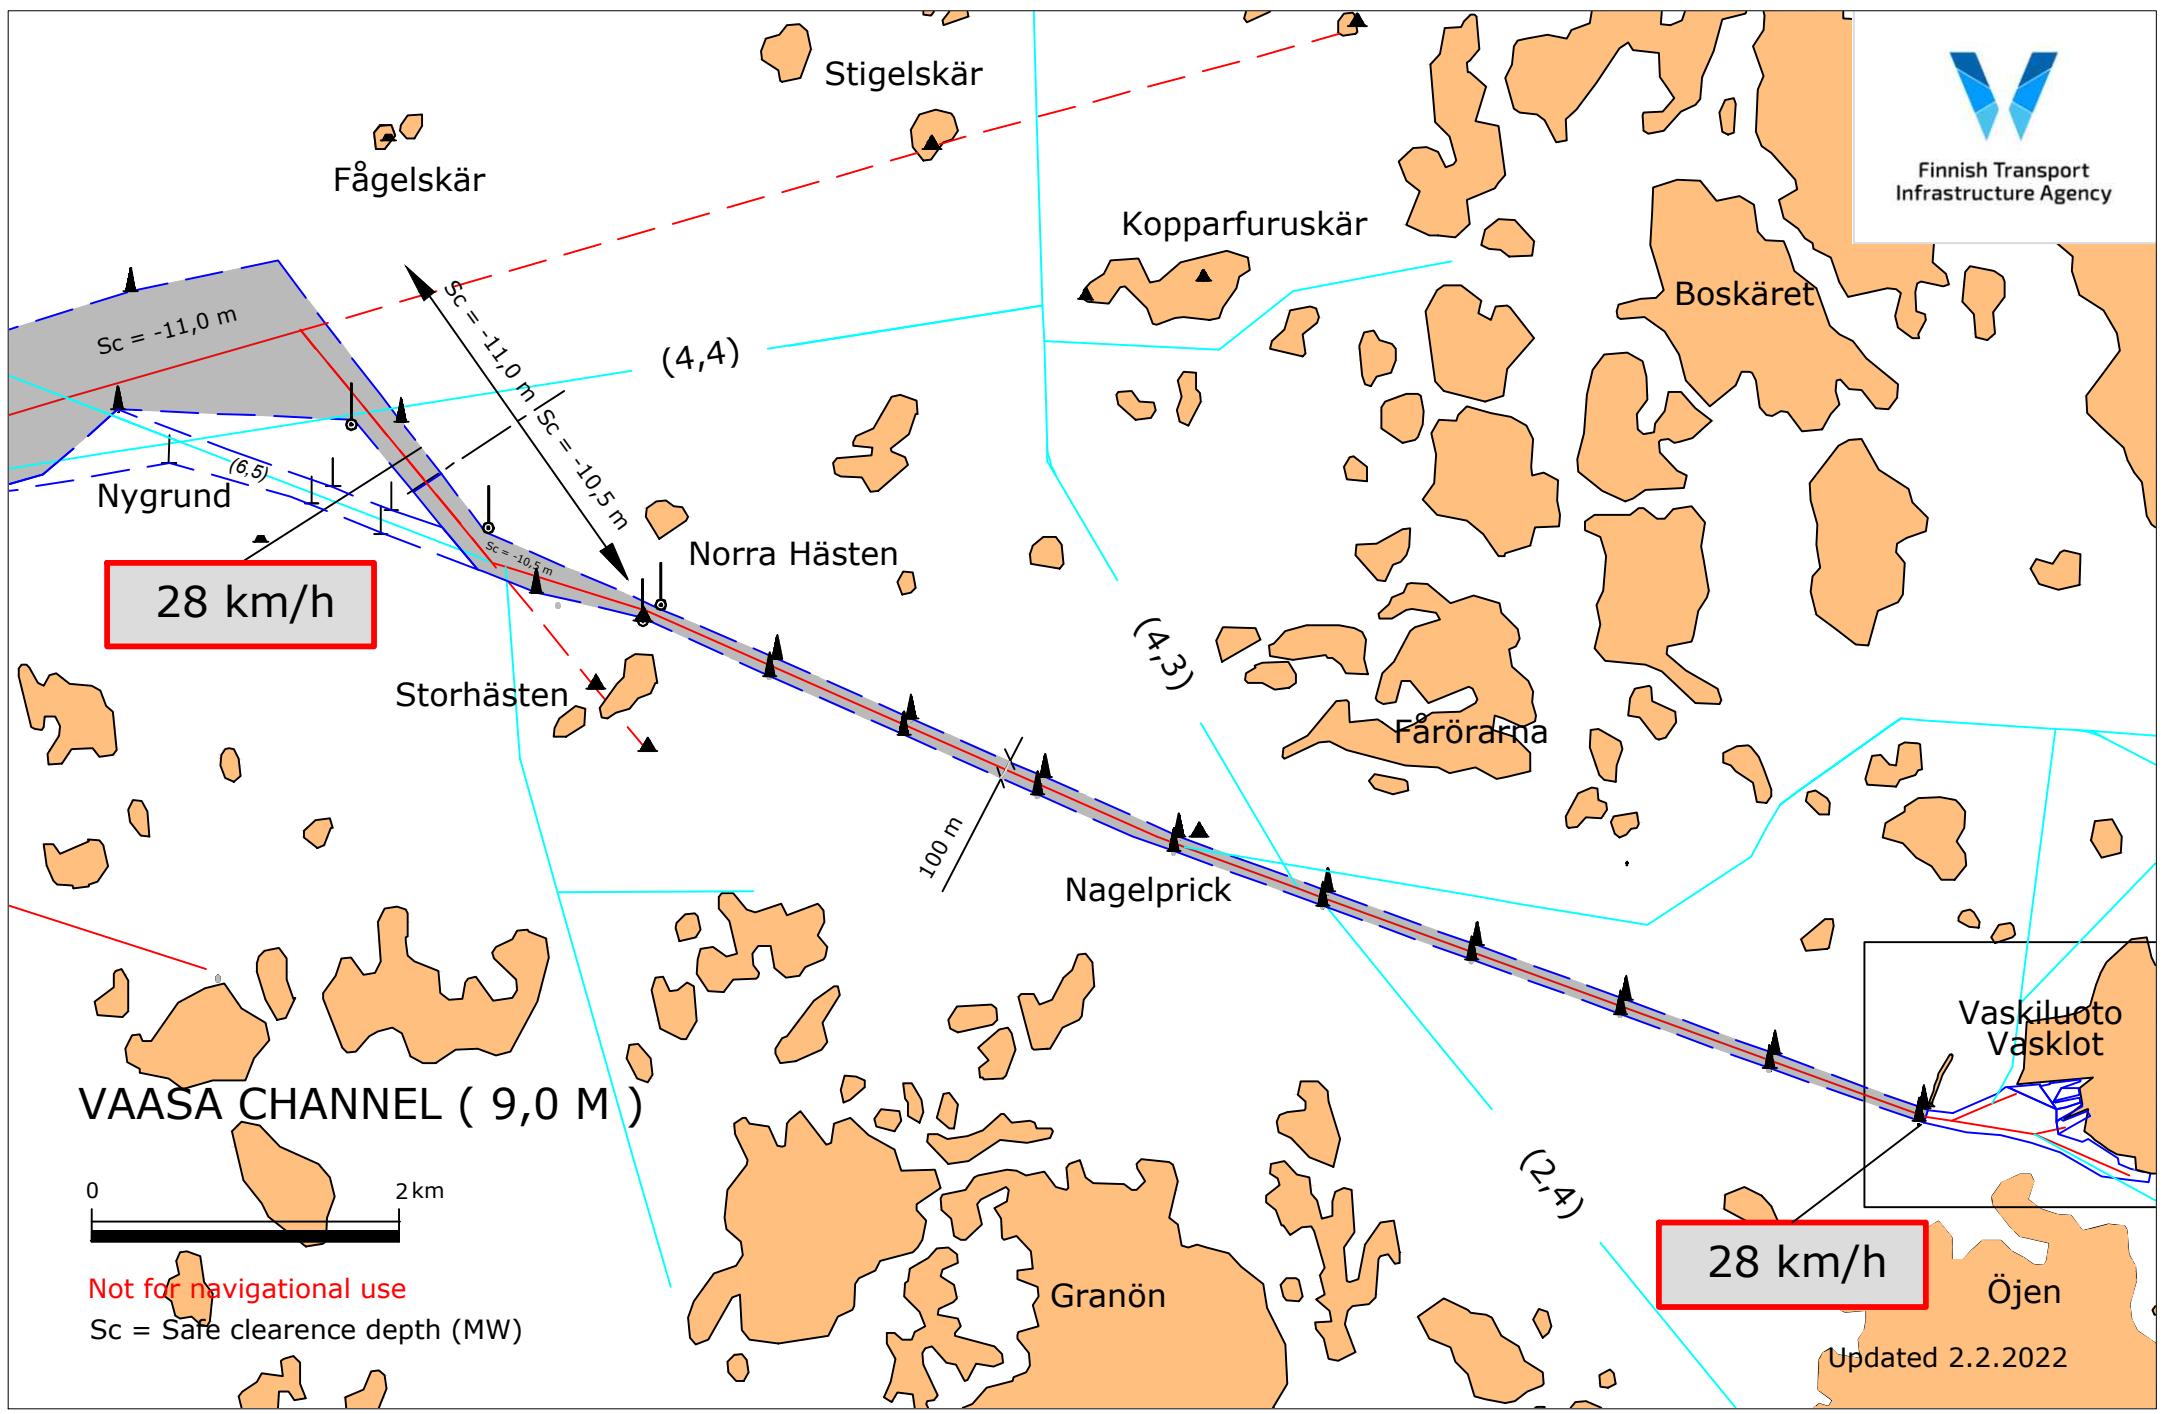 Stigelskär
Fågelskär
Finnish Transport
Infrastructure Agency
Kopparfuruskär
Boskäret
Sc = -11,0 m
Sc = -11,0 m
Sc = -10,5 m
(4,4)
(6,5)
Nygrund
Sc = -10,5 m
Norra Hästen
28 km/h
(4,3)
Storhästen
Fårörarna
100 m
Nagelprick
Vaskiluoto
Vasklot
VAASA CHANNEL ( 9,0 M )
(2,4)
0
2 km
28 km/h
Not for navigational use
Granön
Öjen
Sc = Safe clearence depth (MW)
Updated 2.2.2022